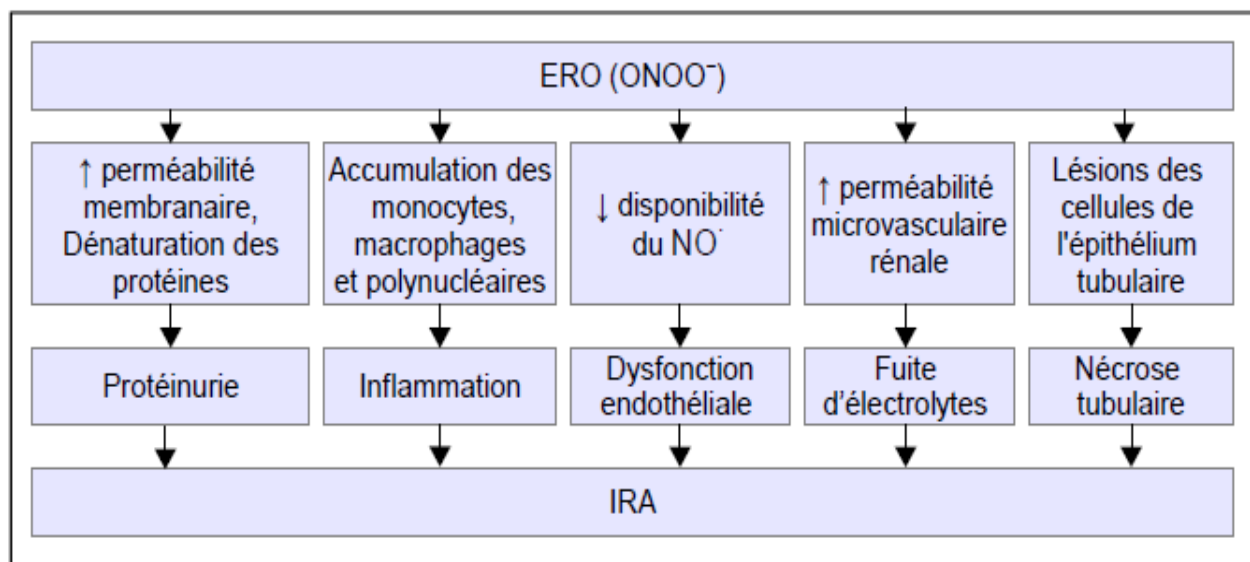 ERO (ONOO⁻)
↑ perméabilité
membranaire,
Dénaturation des
protéines
Accumulation des
monocytes,
macrophages
et polynucléaires
↓ disponibilité
du NO˙
↑ perméabilité
microvasculaire
rénale
Lésions des
cellules de
l'épithélium
tubulaire
Protéinurie
Inflammation
Dysfonction
endothéliale
Fuite
d’électrolytes
Nécrose
tubulaire
IRA